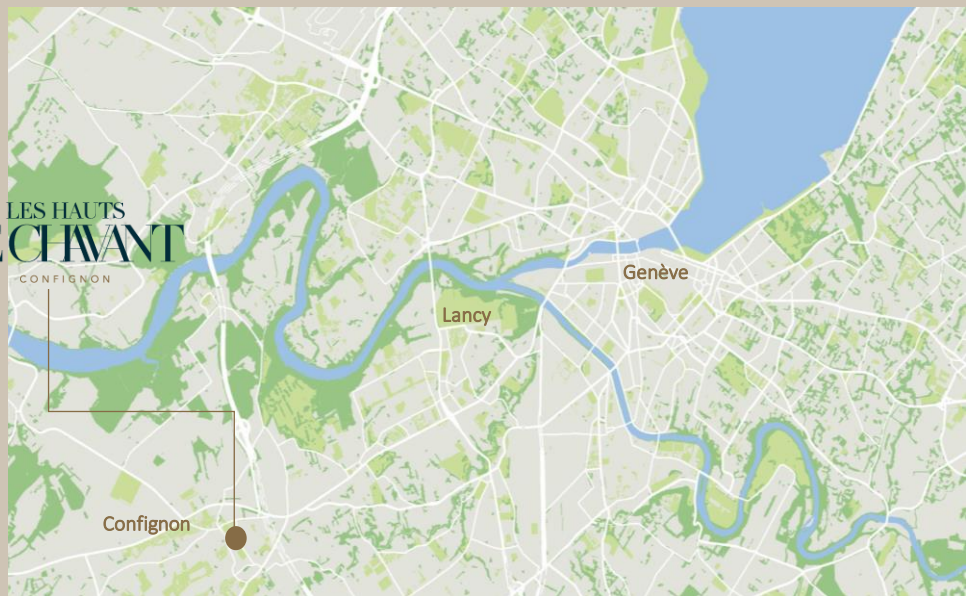 LES HAUTS
E CHAVANT
CONFIGNON
Genève
Lancy
Confignon